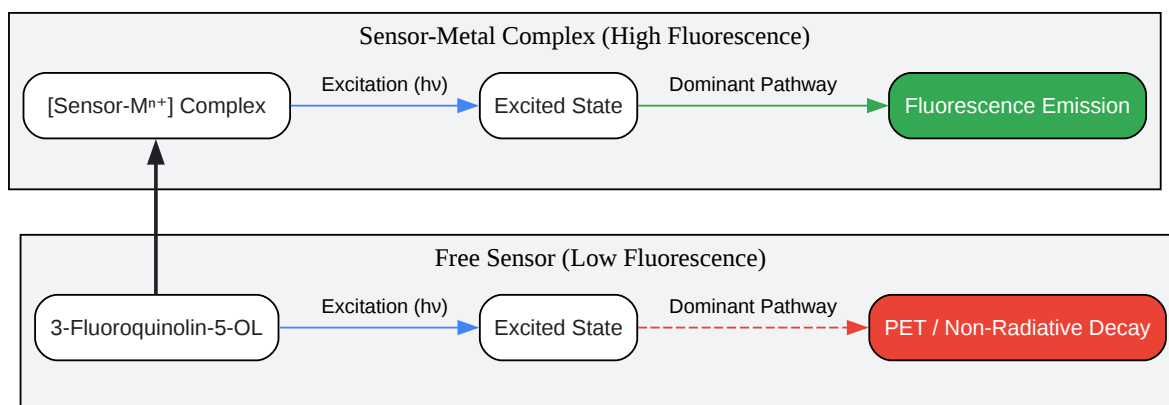 Sensor-Metal Complex (High Fluorescence)
[Sensor-Mⁿ⁺] Complex
Excitation (hν)
Excited State
Dominant Pathway
Fluorescence Emission
Free Sensor (Low Fluorescence)
3-Fluoroquinolin-5-OL
Excitation (hν)
Excited State
Dominant Pathway
PET / Non-Radiative Decay